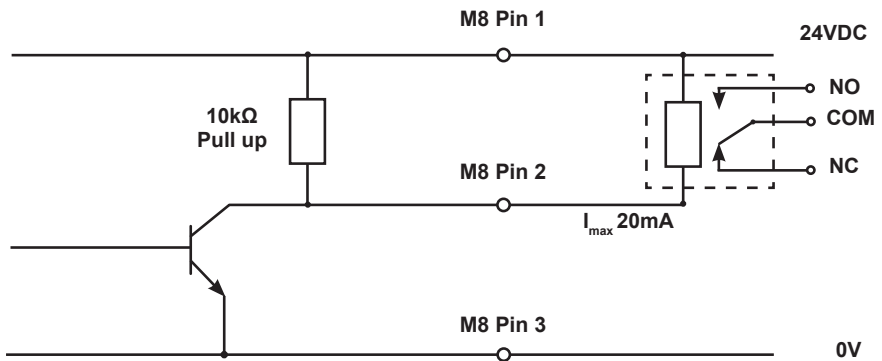 M8 Pin 1
24VDC
NO
10kΩ
Pull up
COM
M8 Pin 2
NC
Imax 20mA
M8 Pin 3
0V